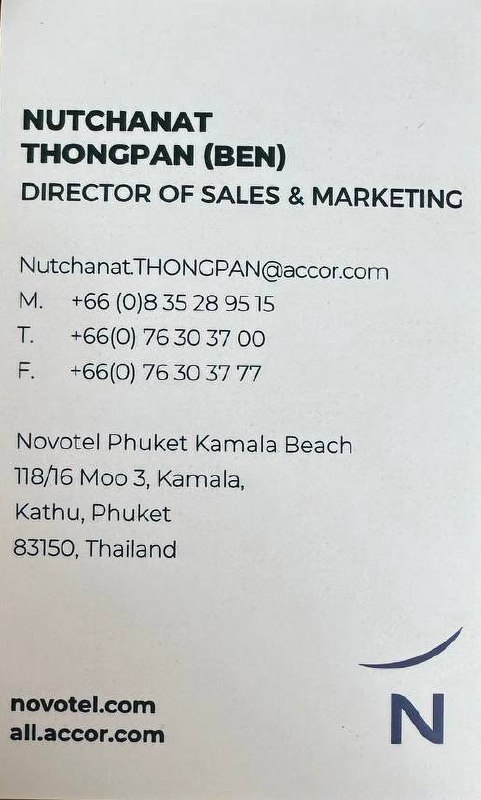 NUTCHANAT
THONGPAN (BEN)
DIRECTOR OF SALES & MARKETING
Nutchanat.THONGPAN@accor.com
M. +66 (0)8 35 28 95 15
T. +66(0) 76 30 37 00
F. +66(0) 76 30 37 77
Novotel Phuket Kamala Beach
118/16 Moo 3, Kamala,
Kathu, Phuket
83150, Thailand
novotel.com
all.accor.com
N